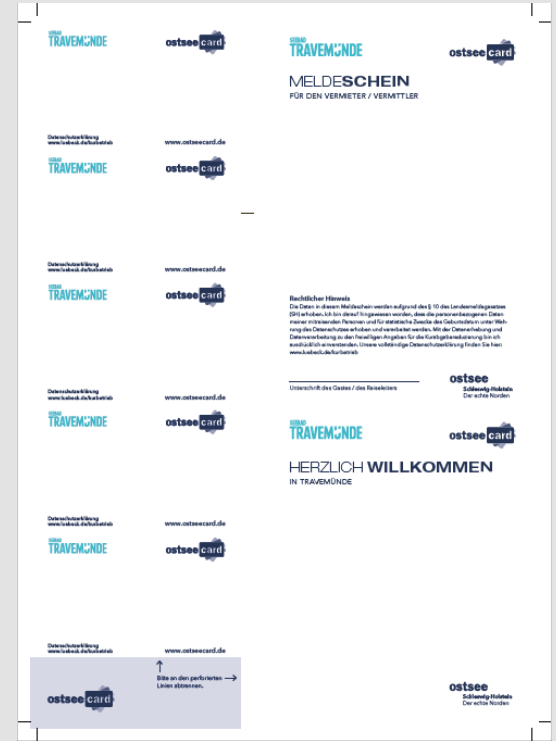 SEEBAD
TRAVEMÜNDE
ostsee card
Datenschutzerklärung
www.luebeck.de/kurbetrieb
www.ostseecard.de
SEEBAD
TRAVEMÜNDE
ostsee card
Datenschutzerklärung
www.luebeck.de/kurbetrieb
www.ostseecard.de
SEEBAD
TRAVEMÜNDE
ostsee card
Datenschutzerklärung
www.luebeck.de/kurbetrieb
www.ostseecard.de
SEEBAD
TRAVEMÜNDE
ostsee card
Datenschutzerklärung
www.luebeck.de/kurbetrieb
www.ostseecard.de
SEEBAD
TRAVEMÜNDE
ostsee card
Datenschutzerklärung
www.luebeck.de/kurbetrieb
www.ostseecard.de
ostsee card
Bitte an den perforierten
Linien abtrennen.
SEEBAD
TRAVEMÜNDE
ostsee card
MELDESCHEIN
FÜR DEN VERMIETER / VERMITTLER
Rechtlicher Hinweis
Die Daten in diesem Meldeschein werden aufgrund des § 10 des Landesmeldegesetzes
(SH) erhoben. Ich bin darauf hingewiesen worden, dass die personenbezogenen Daten
meiner mitreisenden Personen und für statistische Zwecke das Geburtsdatum unter Wah-
rung des Datenschutzes erhoben und verarbeitet werden. Mit der Datenerhebung und
Datenverarbeitung zu den freiwilligen Angaben für die Kurabgabereduzierung bin ich
ausdrücklich einverstanden. Unsere vollständige Datenschutzerklärung finden Sie hier:
www.luebeck.de/kurbetrieb
Unterschrift des Gastes / des Reiseleiters
ostsee
Schleswig-Holstein
Der echte Norden
SEEBAD
TRAVEMÜNDE
ostsee card
HERZLICH WILLKOMMEN
IN TRAVEMÜNDE
ostsee
Schleswig-Holstein
Der echte Norden